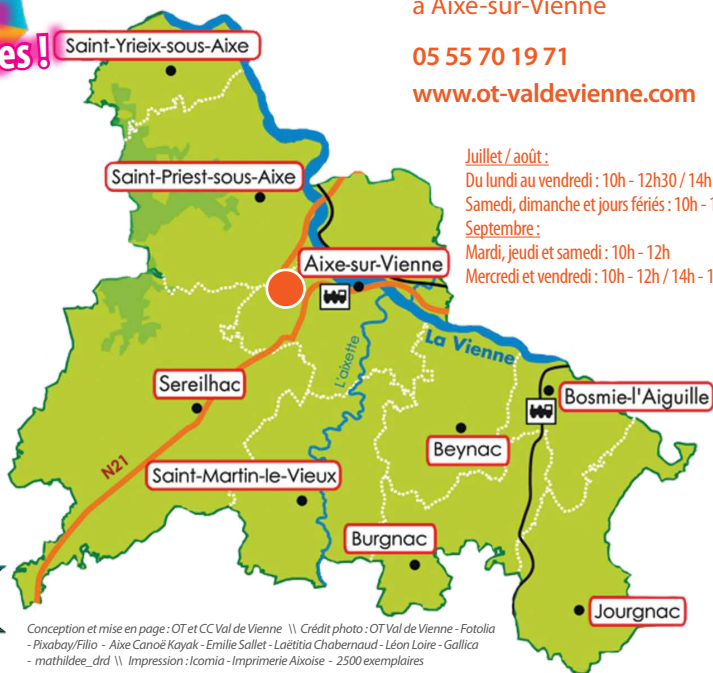 à Aixe-sur-Vienne
05 55 70 19 71
www.ot-valdevienne.com
es !
Saint-Yrieix-sous-Aixe
Juillet / août :
Du lundi au vendredi : 10h - 12h30 / 14h
Samedi, dimanche et jours fériés : 10h - 1
Septembre :
Mardi, jeudi et samedi : 10h - 12h
Mercredi et vendredi : 10h - 12h / 14h - 1
Saint-Priest-sous-Aixe
Aixe-sur-Vienne
La Vienne
L'aixette
Sereilhac
Bosmie-l'Aiguille
Beynac
N21
Saint-Martin-le-Vieux
Burgnac
Jourgnac
Conception et mise en page : OT et CC Val de Vienne \\ Crédit photo : OT Val de Vienne - Fotolia
- Pixabay/Filio - Aixe Canoë Kayak - Emilie Sallet - Laëtitia Chabernaud - Léon Loire - Gallica
- mathildee_drd \\ Impression : Icomia - Imprimerie Aixoise - 2500 exemplaires